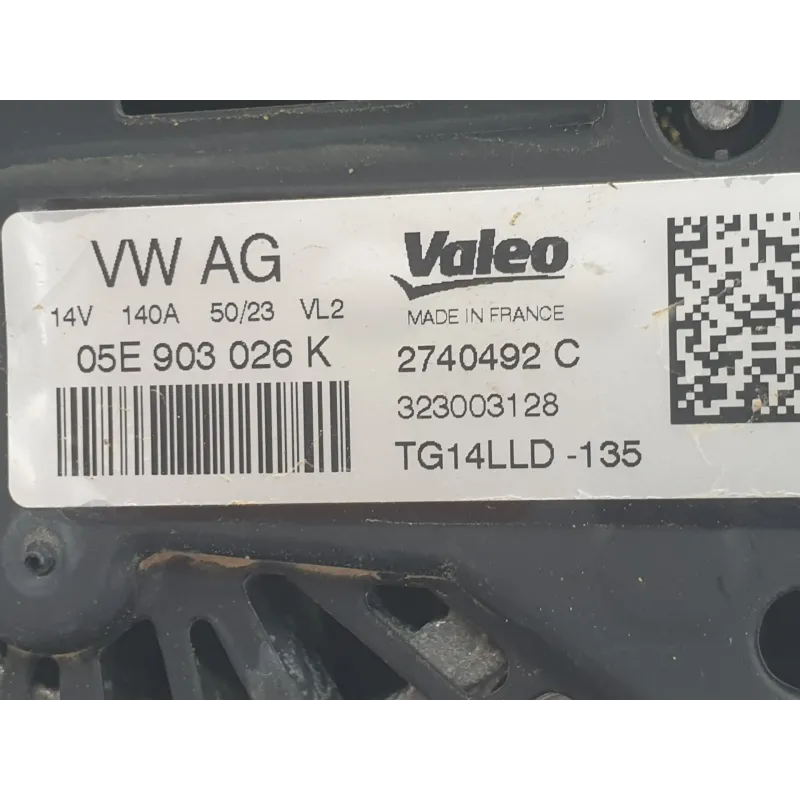 VW AG
14V 140A 50/23 VL2
05E 903 026 K
Valeo
MADE IN FRANCE
2740492 C
323003128
TG14LLD -135